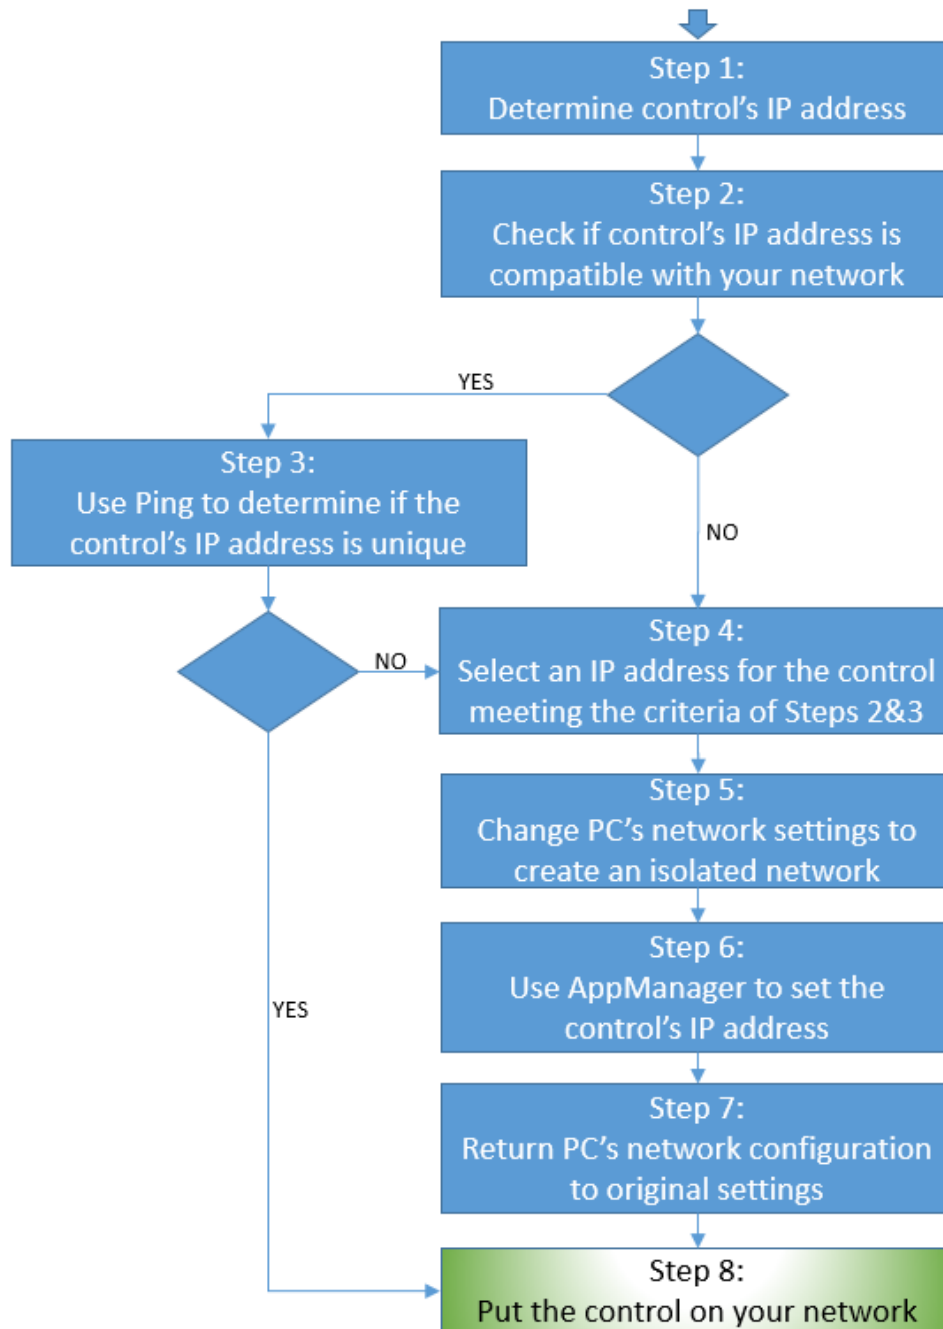 Step 1:
Determine control’s IP address
Step 2:
Check if control’s IP address is
compatible with your network
YES
Step 3:
Use Ping to determine if the
control’s IP address is unique
NO
NO
Step 4:
Select an IP address for the control
meeting the criteria of Steps 2&3
Step 5:
Change PC’s network settings to
create an isolated network
Step 6:
Use AppManager to set the
control’s IP address
YES
Step 7:
Return PC’s network configuration
to original settings
Step 8:
Put the control on your network